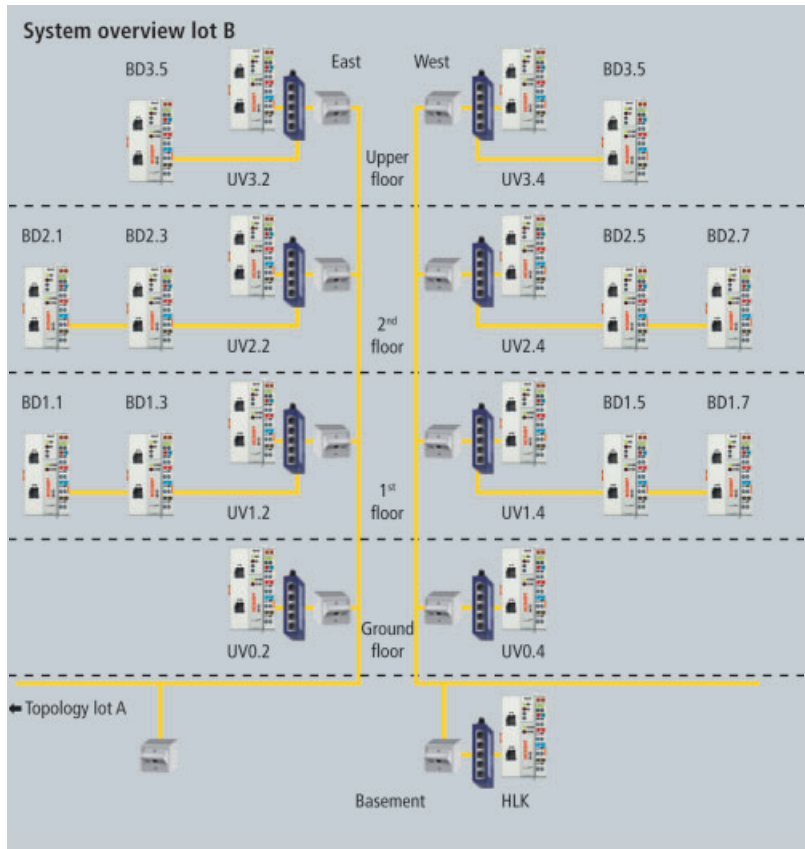 System overview lot B
East
West
BD3.5
BD3.5
Upper
floor
UV3.2
UV3.4
BD2.1
BD2.3
BD2.5
BD2.7
2nd
floor
UV2.2
UV2.4
BD1.1
BD1.3
BD1.5
BD1.7
1st
floor
UV1.2
UV1.4
Ground
floor
UV0.2
UV0.4
Topology lot A
Basement
HLK